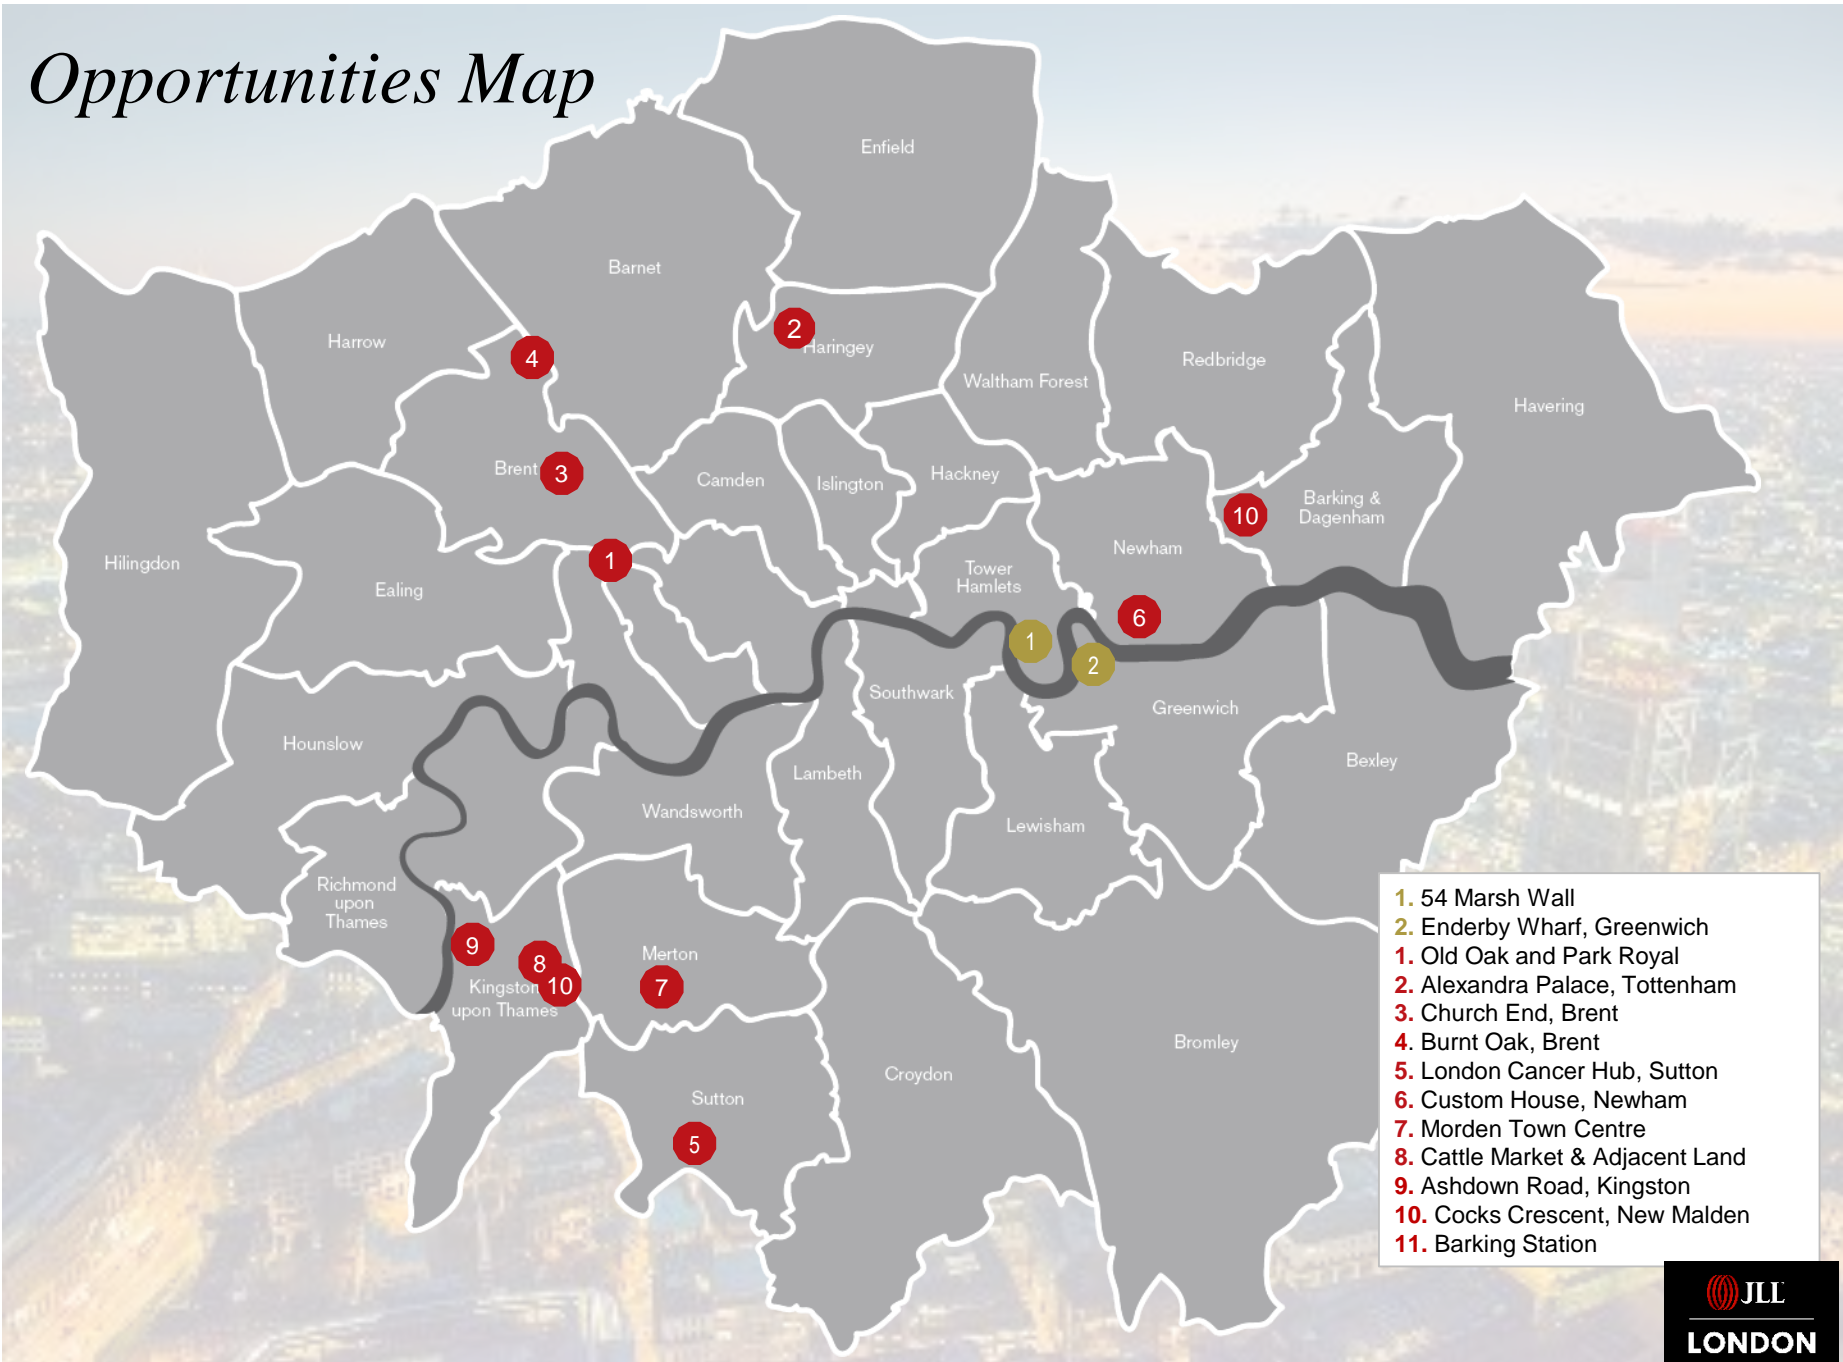 Opportunities Map
Enfield
Barnet
Harrow
4
2
Haringey
Redbridge
Waltham Forest
Havering
Brent
3
Camden
Islington
Hackney
Barking &
Dagenham
10
Newham
Hilingdon
1
Ealing
Tower
Hamlets
6
1
2
Southwark
Greenwich
Hounslow
Lambeth
Bexley
Wandsworth
Lewisham
Richmond
upon
Thames
9
8
10
Kingston
upon Thames
Merton
7
Bromley
Croydon
Sutton
5
1. 54 Marsh Wall
2. Enderby Wharf, Greenwich
1. Old Oak and Park Royal
2. Alexandra Palace, Tottenham
3. Church End, Brent
4. Burnt Oak, Brent
5. London Cancer Hub, Sutton
6. Custom House, Newham
7. Morden Town Centre
8. Cattle Market & Adjacent Land
9. Ashdown Road, Kingston
10. Cocks Crescent, New Malden
11. Barking Station
JLL
LONDON